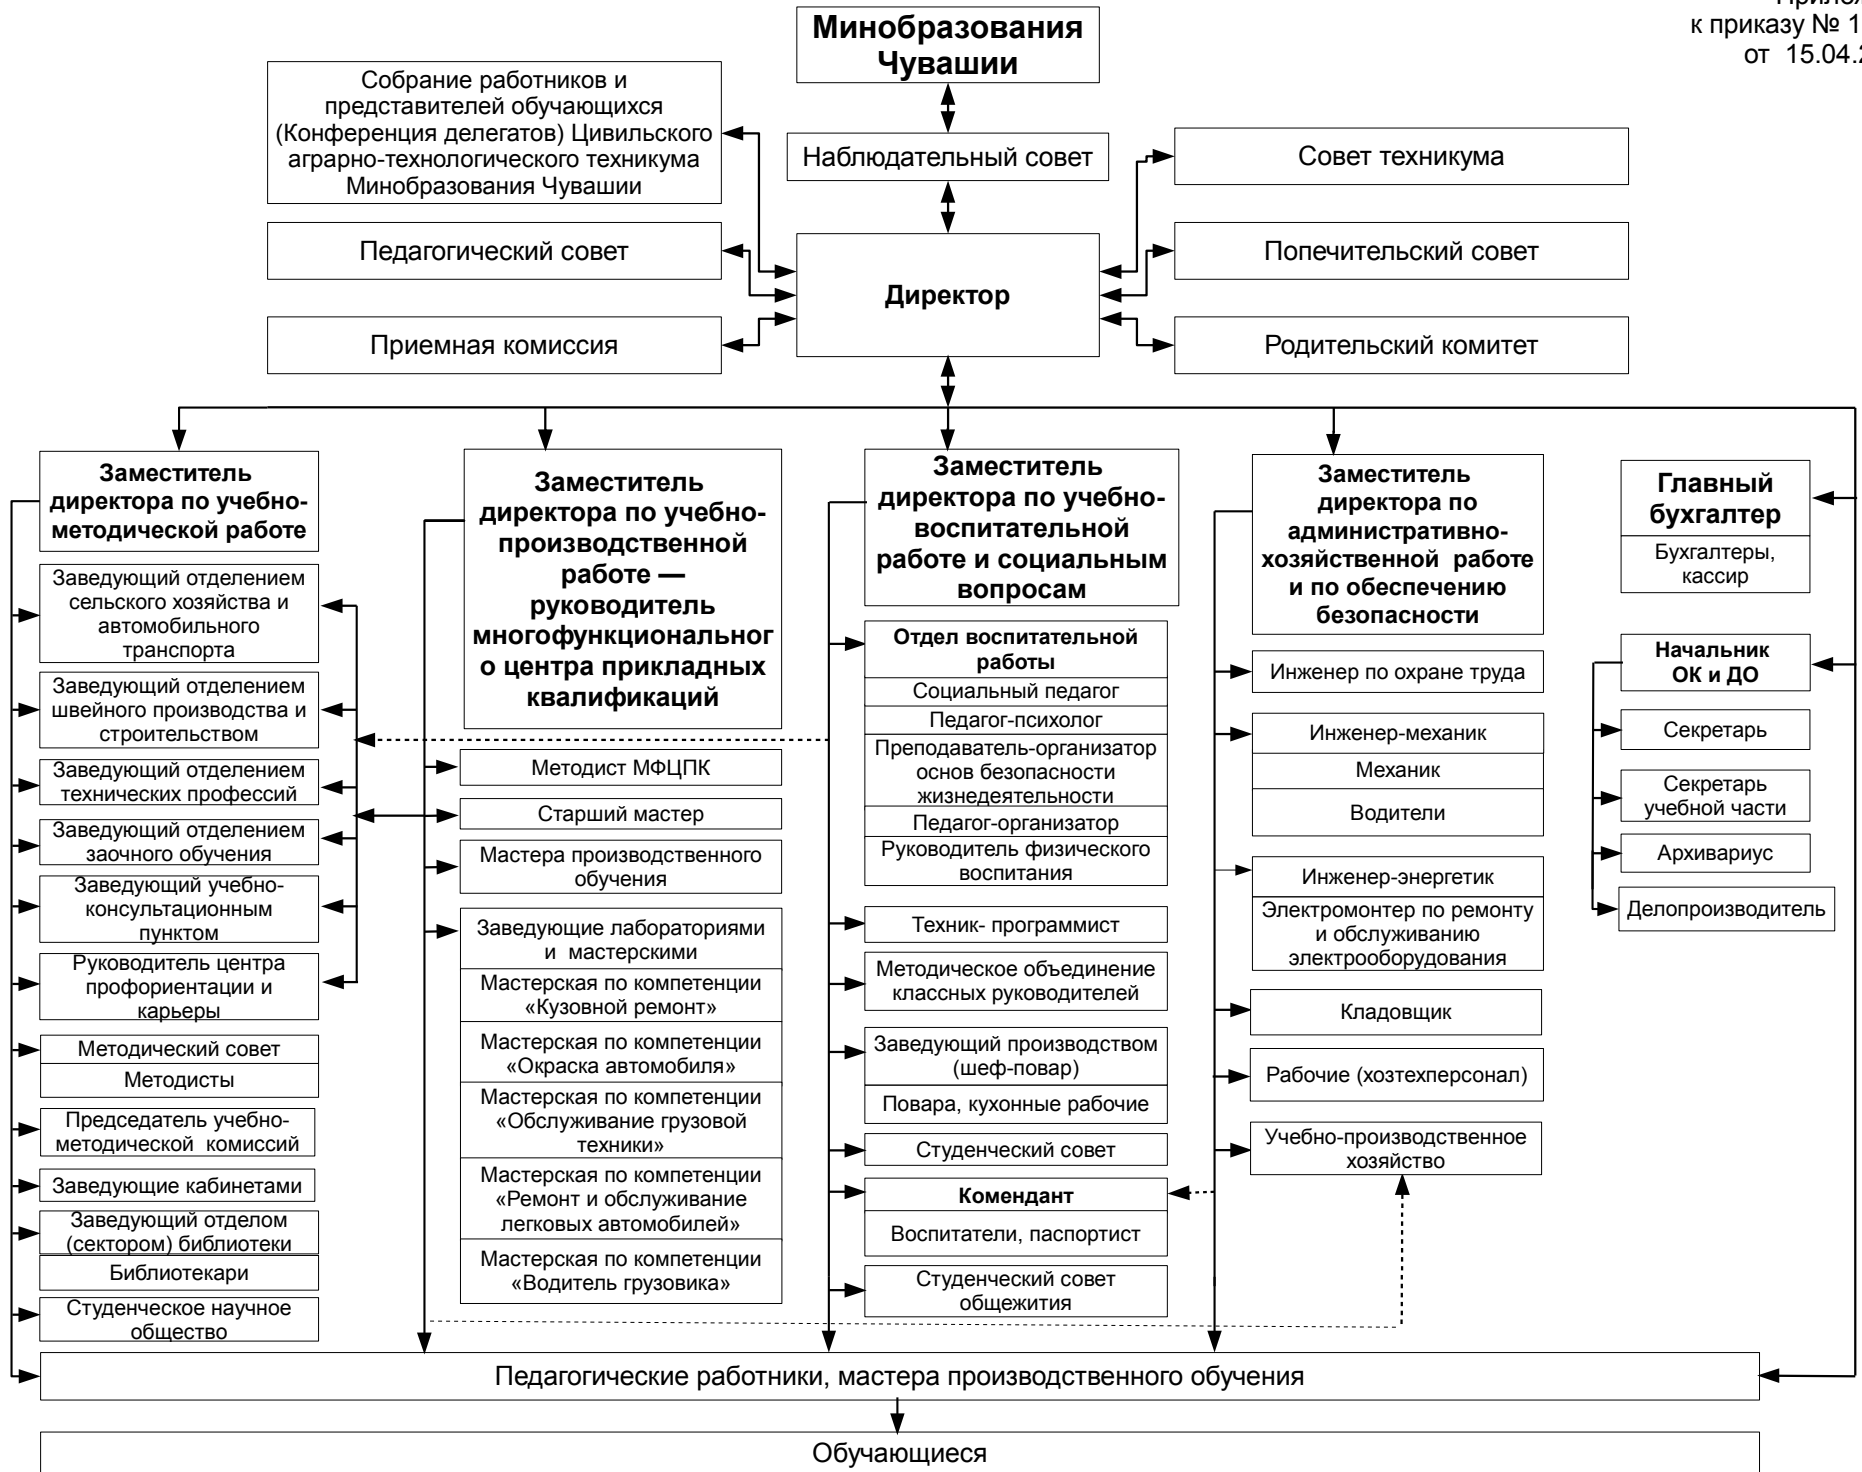 к приказу №
от 15.04.
Минобразования
Чувашии
Собрание работников и
представителей обучающихся
(Конференция делегатов) Цивильского
аграрно-технологического техникума
Минобразования Чувашии
Наблюдательный совет
Совет техникума
Педагогический совет
Директор
Попечительский совет
Приемная комиссия
Родительский комитет
Заместитель
директора по учебно-
методической работе
Заведующий отделением
сельского хозяйства и
автомобильного
транспорта
Заведующий отделением
швейного производства и
строительством
Заведующий отделением
технических профессий
Заведующий отделением
заочного обучения
Заведующий учебно-
консультационным
пунктом
Руководитель центра
профориентации и
карьеры
Методический совет
Методисты
Председатель учебно-
методической комиссий
Заведующие кабинетами
Заведующий отделом
(сектором) библиотеки
Библиотекари
Студенческое научное
общество
Заместитель
директора по учебно-
производственной
работе —
руководитель
многофункциональног
о центра прикладных
квалификаций
Методист МФЦПК
Старший мастер
Мастера производственного
обучения
Заведующие лабораториями
и мастерскими
Мастерская по компетенции
«Кузовной ремонт»
Мастерская по компетенции
«Окраска автомобиля»
Мастерская по компетенции
«Обслуживание грузовой
техники»
Мастерская по компетенции
«Ремонт и обслуживание
легковых автомобилей»
Мастерская по компетенции
«Водитель грузовика»
Заместитель
директора по учебно-
воспитательной
работе и социальным
вопросам
Отдел воспитательной
работы
Социальный педагог
Педагог-психолог
Преподаватель-организатор
основ безопасности
жизнедеятельности
Педагог-организатор
Руководитель физического
воспитания
Техник- программист
Методическое объединение
классных руководителей
Заведующий производством
(шеф-повар)
Повара, кухонные рабочие
Студенческий совет
Комендант
Воспитатели, паспортист
Студенческий совет
общежития
Заместитель
директора по
административно-
хозяйственной работе
и по обеспечению
безопасности
Инженер по охране труда
Инженер-механик
Механик
Водители
Инженер-энергетик
Электромонтер по ремонту
и обслуживанию
электрооборудования
Кладовщик
Рабочие (хозтехперсонал)
Учебно-производственное
хозяйство
Главный
бухгалтер
Бухгалтеры,
кассир
Начальник
ОК и ДО
Секретарь
Секретарь
учебной части
Архивариус
Делопроизводитель
Педагогические работники, мастера производственного обучения
Обучающиеся